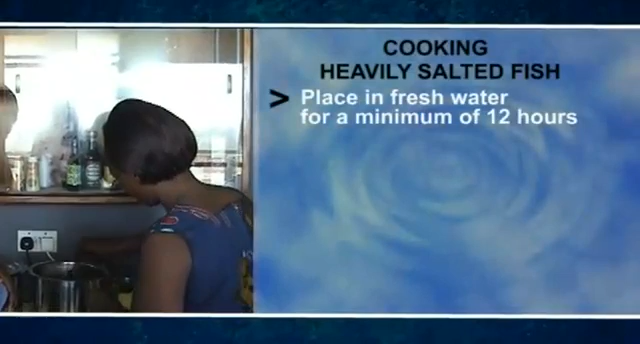 COOKING
HEAVILY SALTED FISH
> Place in fresh water
for a minimum of 12 hours